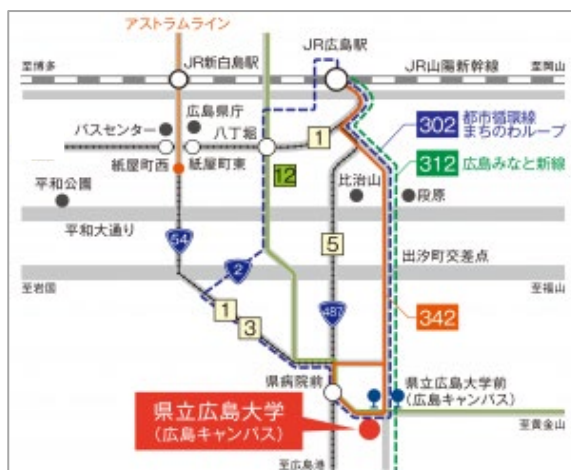 アストラムライン
JR広島駅
JR新白島駅
JR山陽新幹線
至博多
至岡山
広島県庁
バスセンター
八丁堀
1
302 都市循環線
まちのわループ
紙屋町西
紙屋町東
12
312 広島みなと新線
平和公園
比治山
段原
平和大通り
54
5
出汐町交差点
2
至岩国
至福山
1
487
342
3
県病院前
県立広島大学前
(広島キャンパス)
県立広島大学
(広島キャンパス)
至黄金山
至広島港